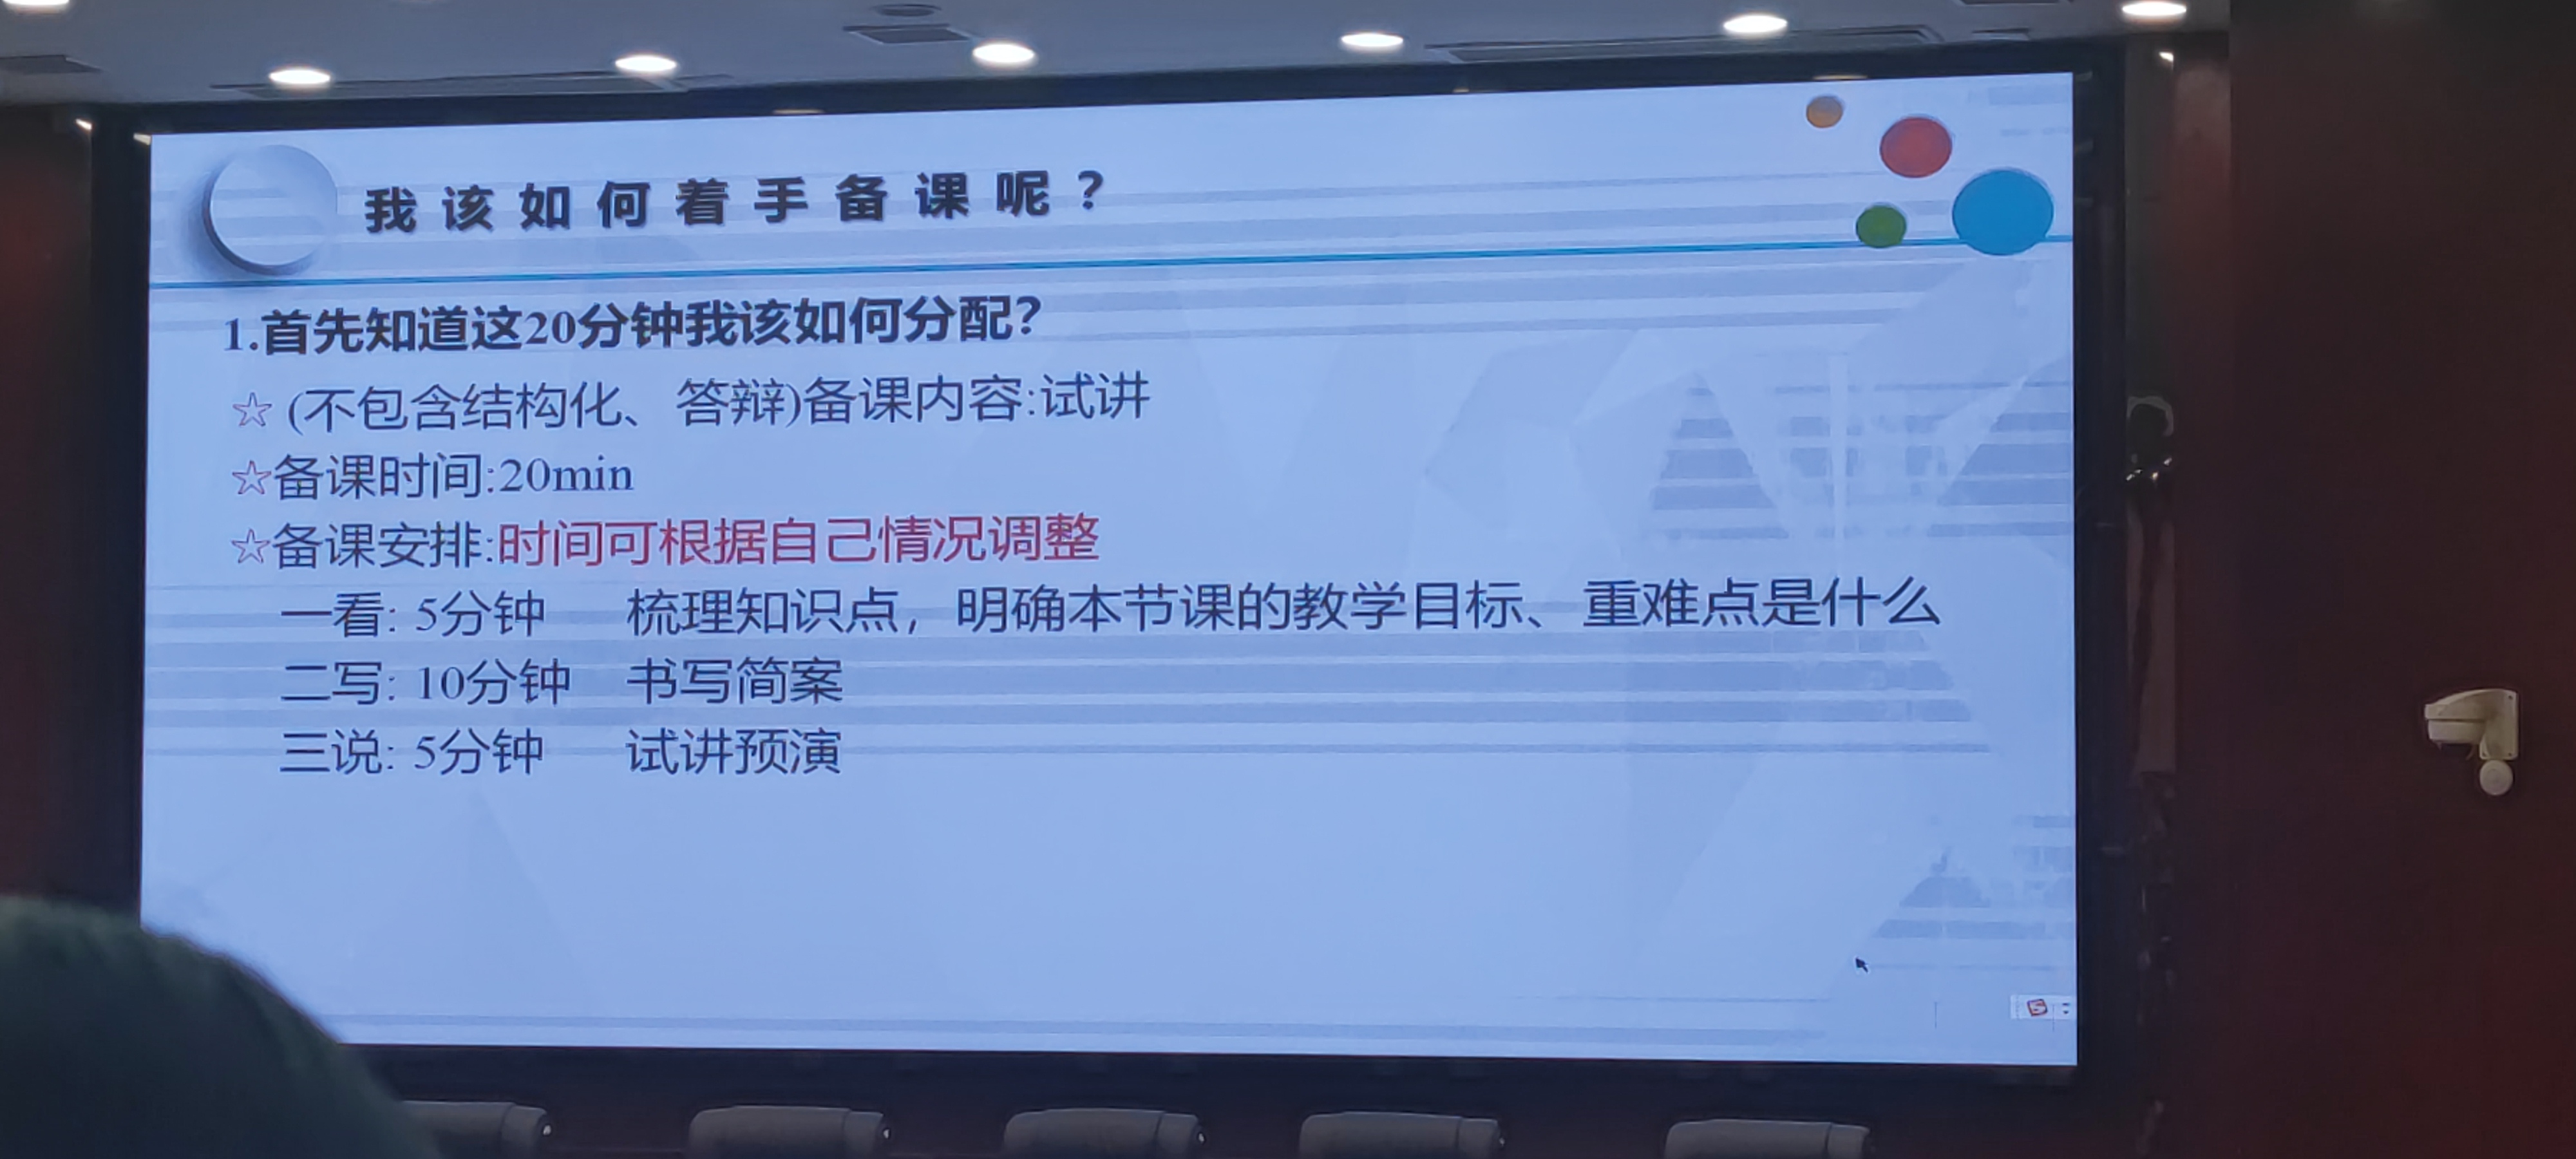 我该如何着手备课呢？
1.首先知道这20分钟我该如何分配？
☆ (不包含结构化、答辩)备课内容:试讲
☆备课时间:20min
☆备课安排:时间可根据自己情况调整
一看: 5分钟 梳理知识点，明确本节课的教学目标、重难点是什么
二写: 10分钟 书写简案
三说: 5分钟 试讲预演